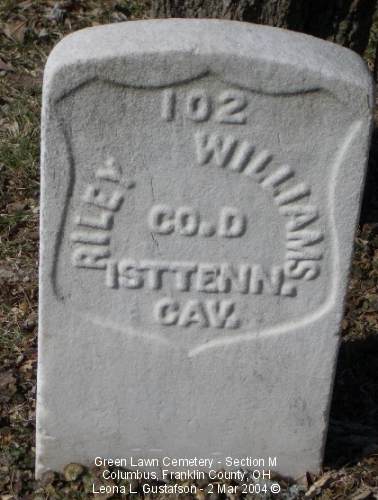 102
RILEY WILLIAMS.
CO. D
1ST TENN.
CAV.
Green Lawn Cemetery - Section M
Columbus, Franklin County, OH
Leona L. Gustafson - 2 Mar 2004 ©